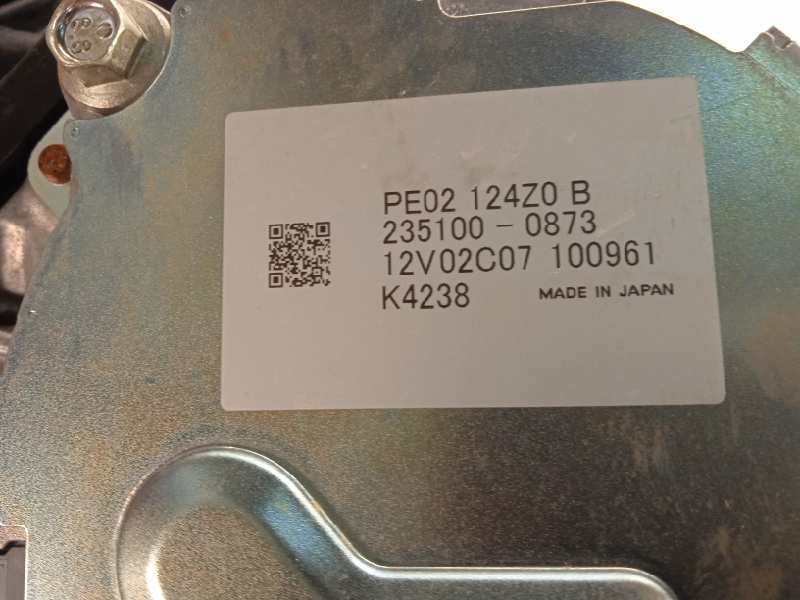 PE02 124Z0 B
235100-0873
12V02C07 100961
K4238 MADE IN JAPAN